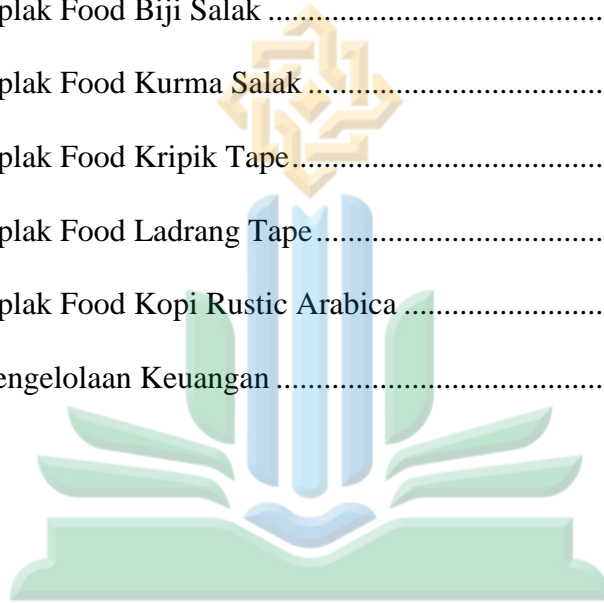 plak Food Biji Salak ..........................................
plak Food Kurma Salak .....................................
plak Food Kripik Tape.......................................
plak Food Ladrang Tape....................................
plak Food Kopi Rustic Arabica .........................
engelolaan Keuangan .........................................